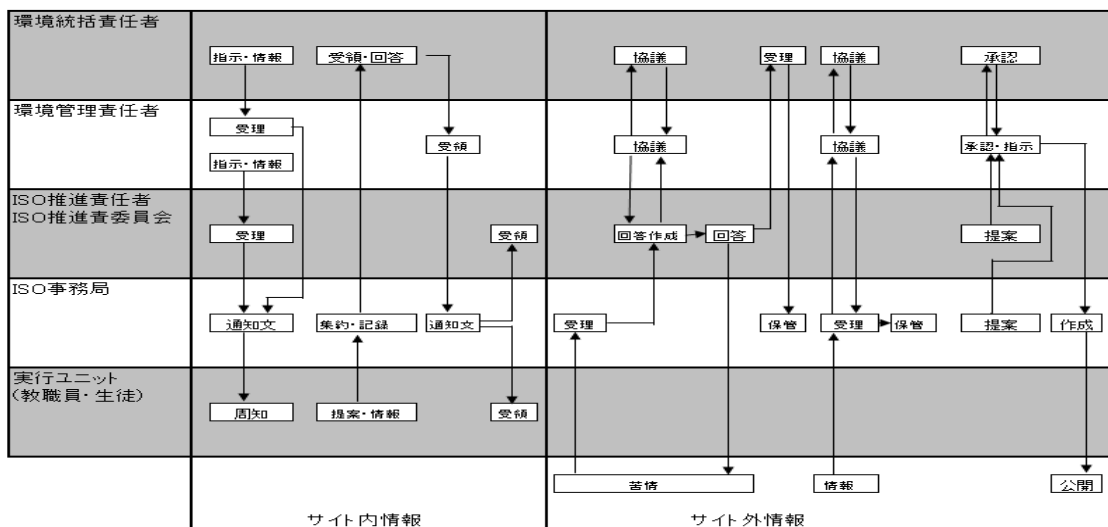 環境統括責任者
指示・情報
受領・回答
協議
受理
協議
承認
環境管理責任者
受理
受領
協議
協議
承認・指示
指示・情報
ISO推進責任者
ISO推進責委員会
受理
受領
回答作成
回答
提案
ISO事務局
通知文
集約・記録
通知文
受理
保管
受理
保管
提案
作成
実行ユニット
(教職員・生徒)
周知
提案・情報
受領
苦情
情報
公開
サイト内情報
サイト外情報